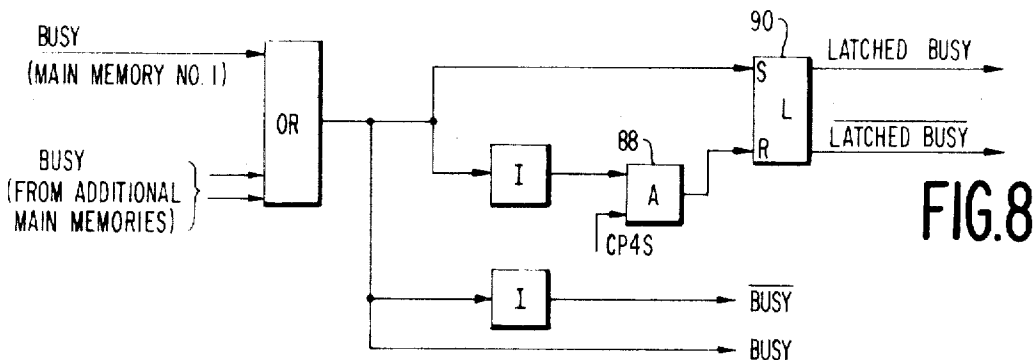 BUSY
(MAIN MEMORY NO. 1)
BUSY
(FROM ADDITIONAL
MAIN MEMORIES)
OR
I
88
A
CP4S
90
S
L
R
LATCHED BUSY
LATCHED BUSY
I
BUSY
BUSY
FIG.8